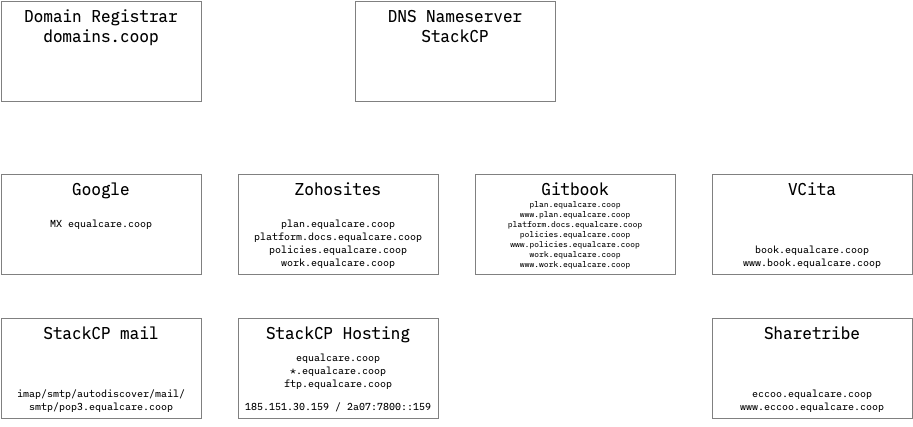 Domain Registrar
domains.coop
DNS Nameserver
StackCP
Google
MX equalcare.coop
Zohosites
plan.equalcare.coop
platform.docs.equalcare.coop
policies.equalcare.coop
work.equalcare.coop
Gitbook
plan.equalcare.coop
www.plan.equalcare.coop
platform.docs.equalcare.coop
policies.equalcare.coop
www.policies.equalcare.coop
work.equalcare.coop
www.work.equalcare.coop
VCita
book.equalcare.coop
www.book.equalcare.coop
StackCP mail
imap/smtp/autodiscover/mail/
smtp/pop3.equalcare.coop
StackCP Hosting
equalcare.coop
*.equalcare.coop
ftp.equalcare.coop
185.151.30.159 / 2a07:7800::159
Sharetribe
eccoo.equalcare.coop
www.eccoo.equalcare.coop